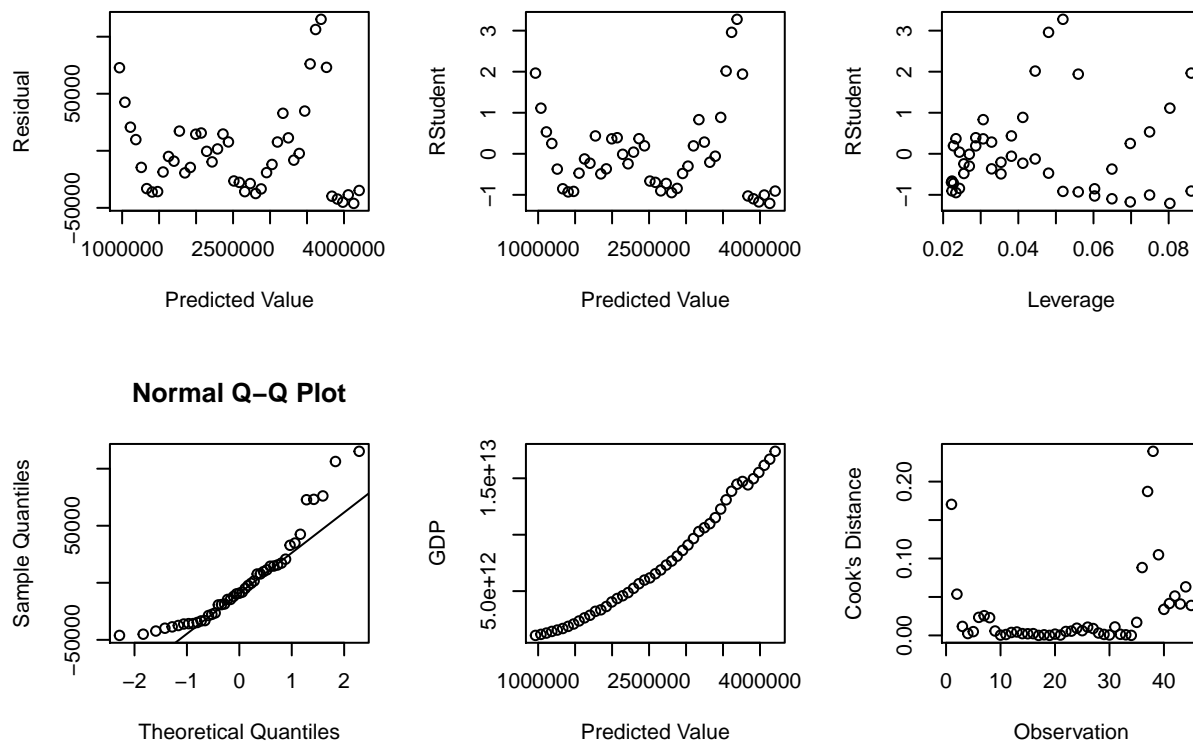 Residual
−50000
50000
1000000
2500000
4000000
Predicted Value
RStudent
−1
0
1
2
3
1000000
2500000
4000000
Predicted Value
RStudent
−1
0
1
2
3
0.02
0.04
0.06
0.08
Leverage
Normal Q−Q Plot
Sample Quantiles
−50000
50000
−2
−1
0
1
2
Theoretical Quantiles
GDP
5.0e+12
1.5e+13
1000000
2500000
4000000
Predicted Value
Cook's Distance
0.00
0.10
0.20
0
10
20
30
40
Observation